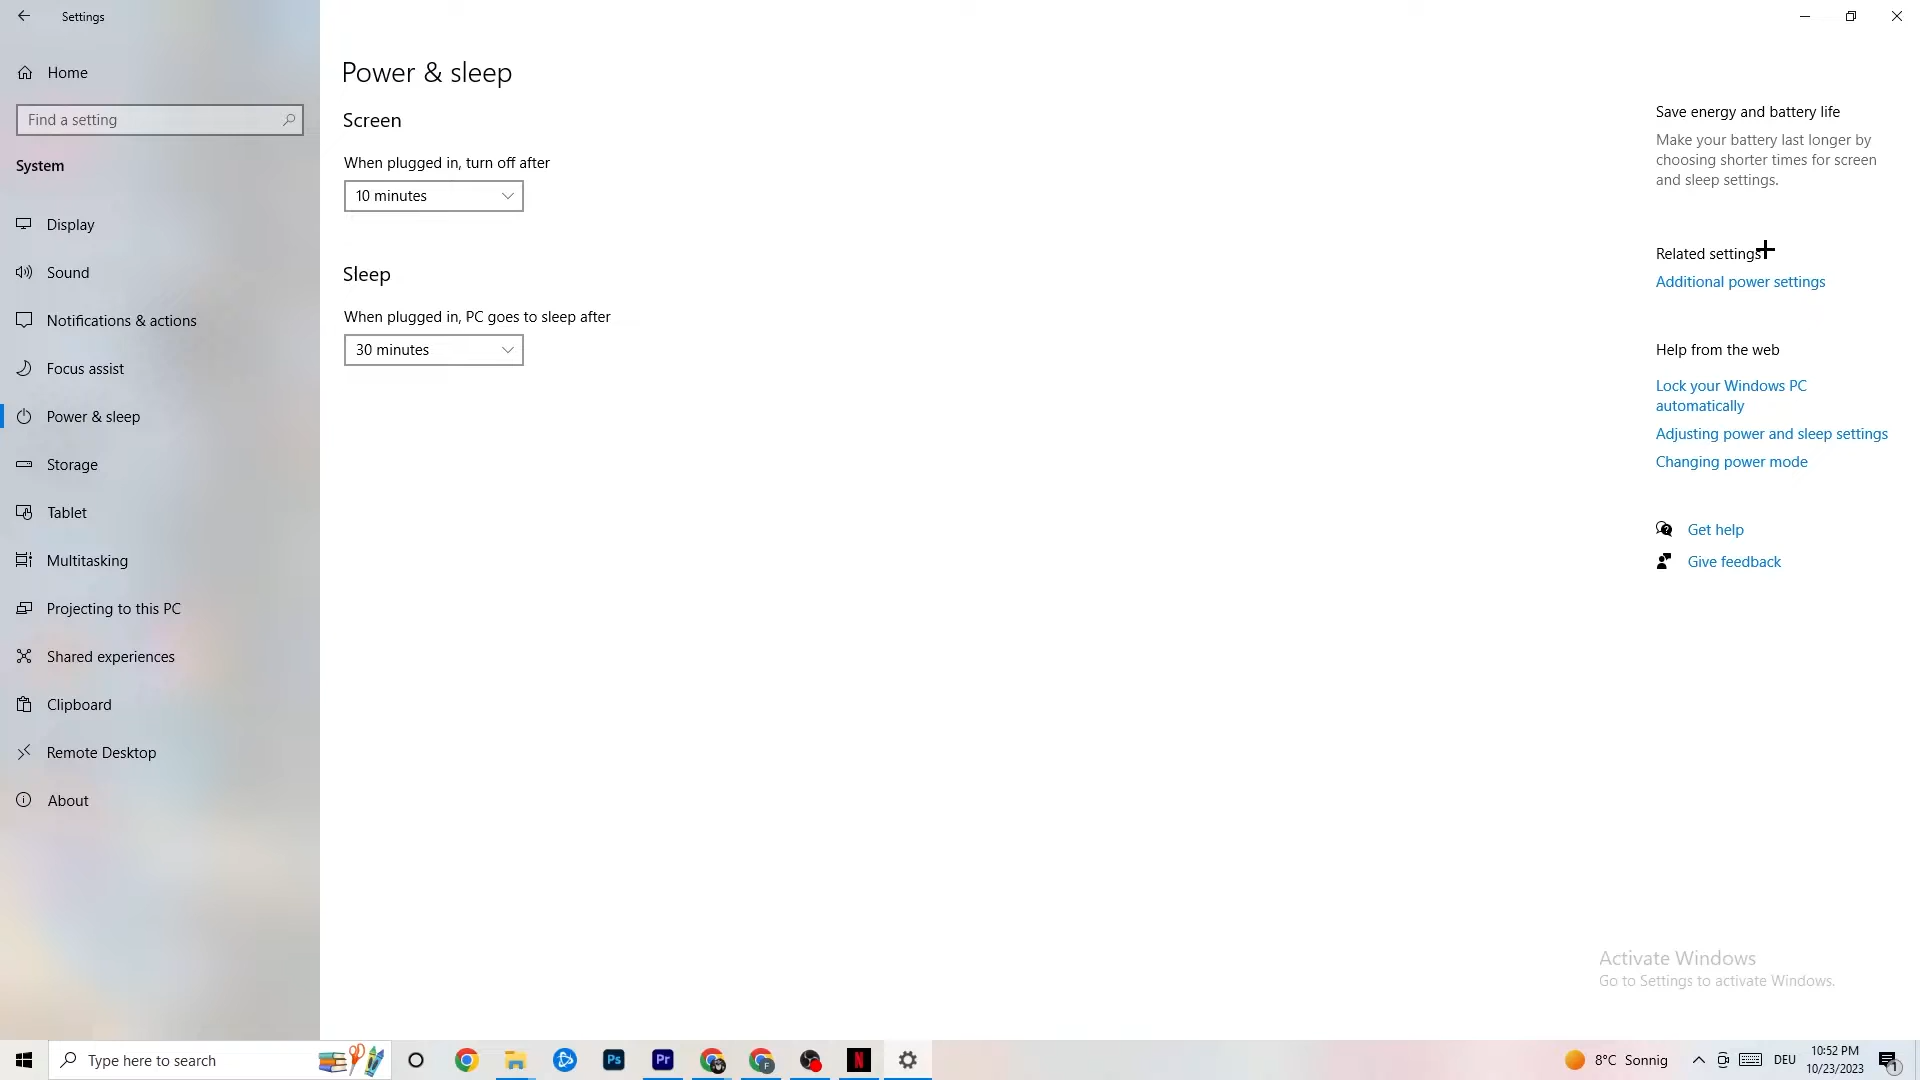 Settings
Home
Find a setting
System
Display
Sound
Notifications & actions
Focus assist
Power & sleep
Storage
Tablet
Multitasking
Projecting to this PC
Shared experiences
Clipboard
Remote Desktop
About
Power & sleep
Screen
When plugged in, turn off after
10 minutes
Sleep
When plugged in, PC goes to sleep after
30 minutes
Save energy and battery life
Make your battery last longer by
choosing shorter times for screen
and sleep settings.
Related settings
Additional power settings
Help from the web
Lock your Windows PC
automatically
Adjusting power and sleep settings
Changing power mode
Get help
Give feedback
Activate Windows
Go to Settings to activate Windows.
Type here to search
Ps
Pr
F
N
8°C Sonnig
DEU
10:52 PM
10/23/2023
1